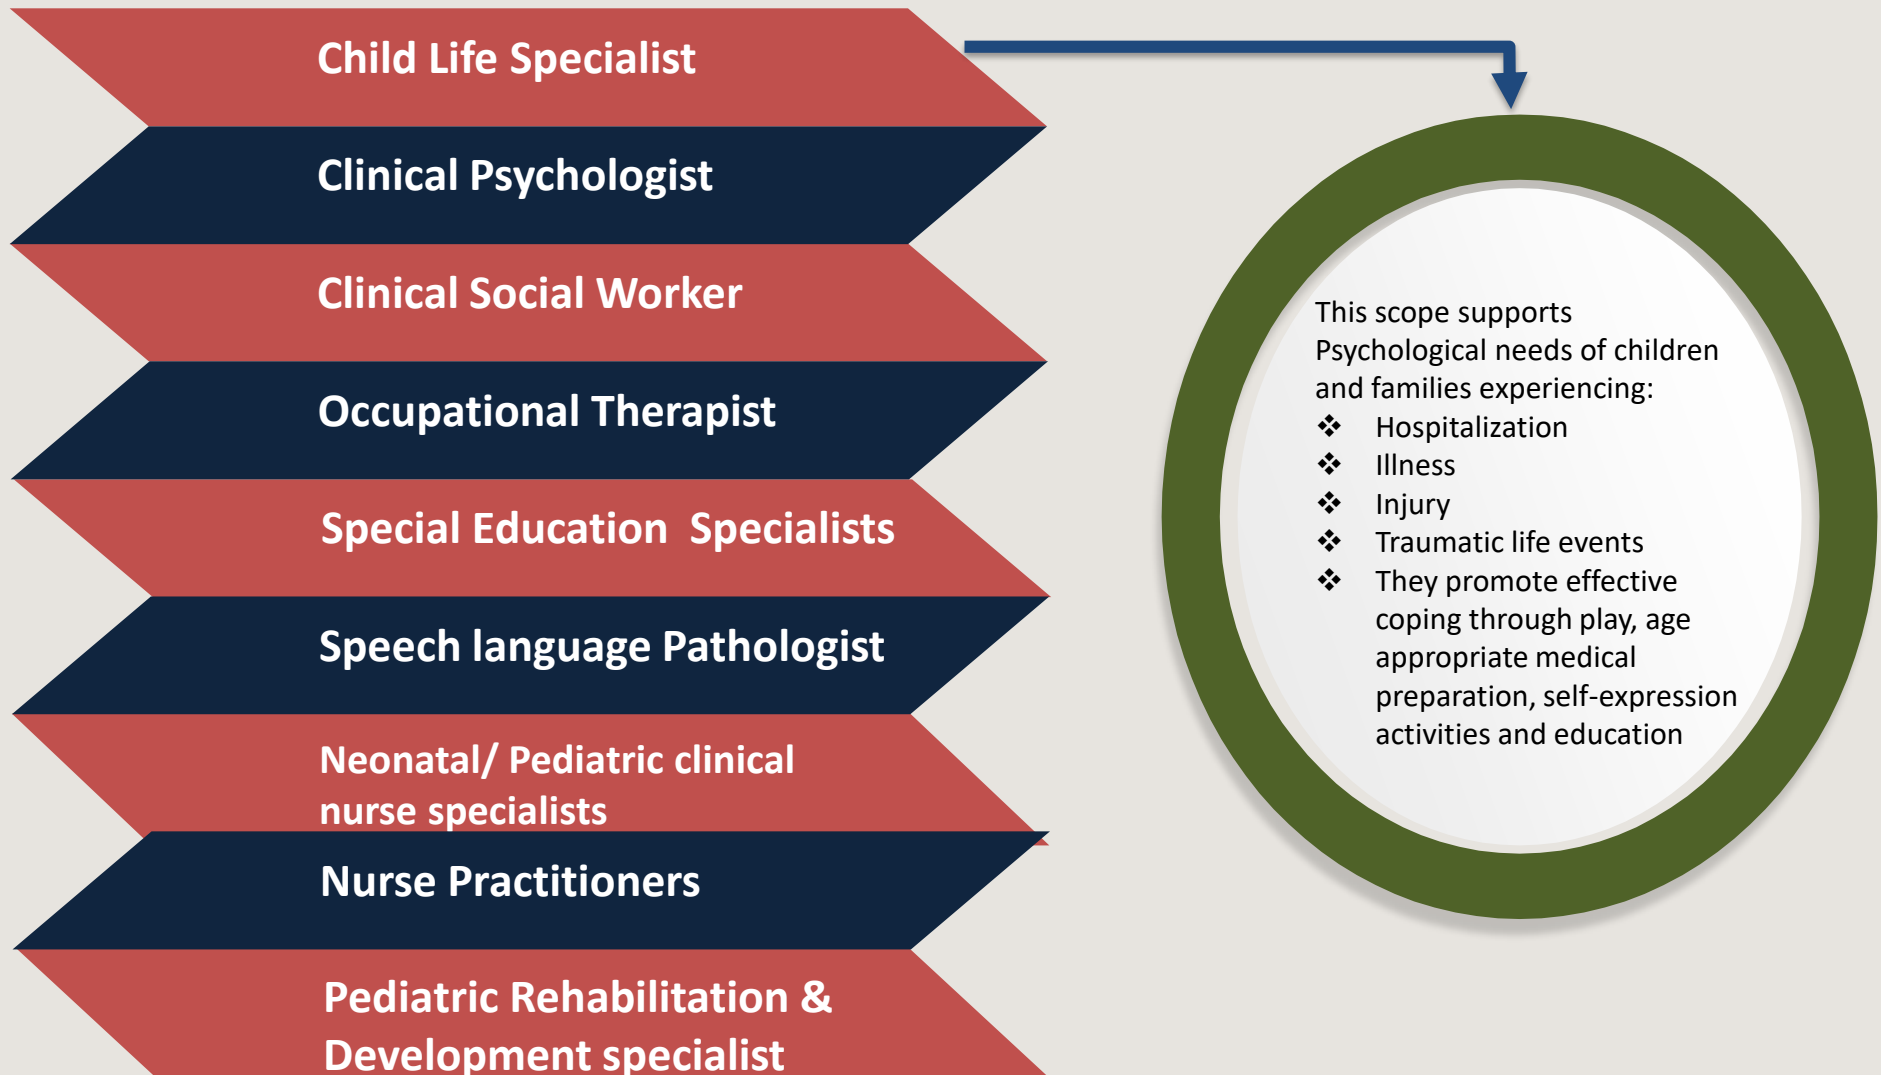 Child Life Specialist
Clinical Psychologist
Clinical Social Worker
Occupational Therapist
Special Education  Specialists
Speech language Pathologist
Neonatal/ Pediatric clinical
nurse specialists
Nurse Practitioners
Pediatric Rehabilitation &
Development specialist
This scope supports
Psychological needs of children
and families experiencing:
❖ Hospitalization
❖ Illness
❖ Injury
❖ Traumatic life events
❖ They promote effective
coping through play, age
appropriate medical
preparation, self-expression
activities and education